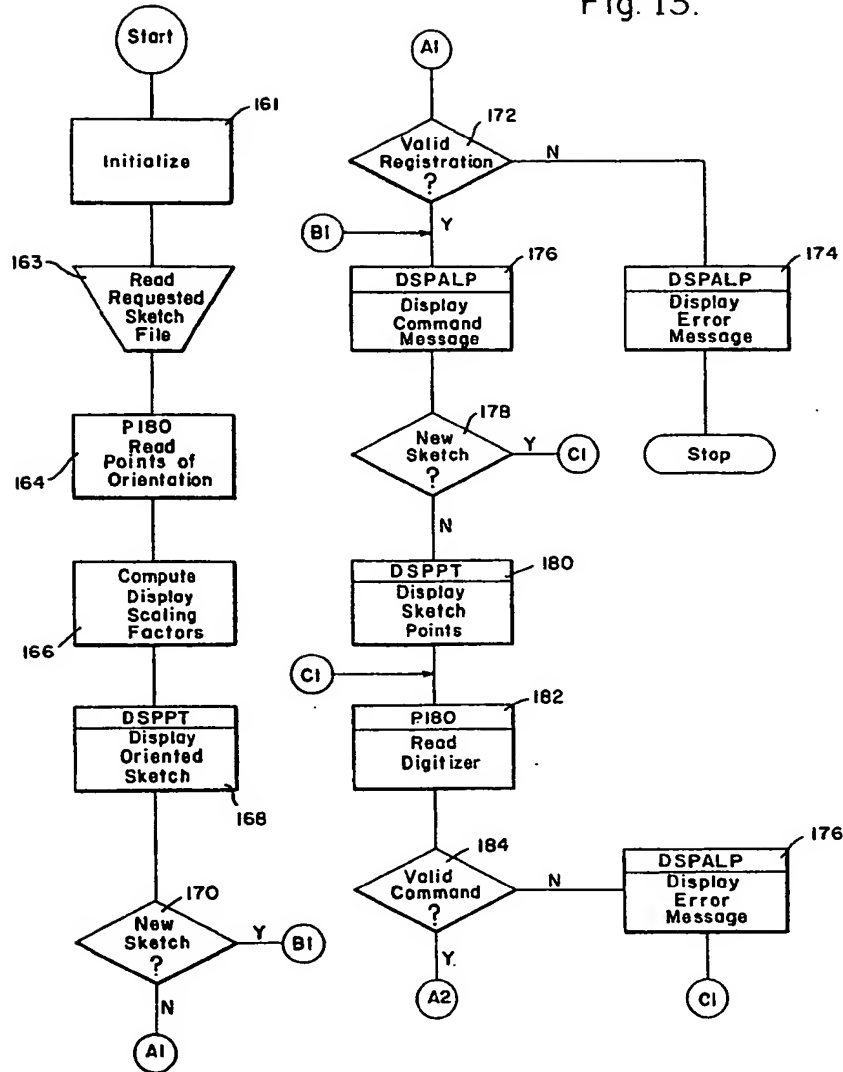 Fig. 13.
Start
161
Initialize
163
Read
Requested
Sketch
File
P180
Read
Points of
Orientation
164
Compute
Display
Scaling
Factors
166
DSPPT
Display
Oriented
Sketch
168
170
New
Sketch
?
Y
B1
N
A1
A1
172
Valid
Registration
?
N
Y
B1
176
DSPALP
Display
Command
Message
174
DSPALP
Display
Error
Message
Stop
178
New
Sketch
?
Y
C1
N
180
DSPPT
Display
Sketch
Points
C1
182
P180
Read
Digitizer
184
Valid
Command
?
N
Y
A2
176
DSPALP
Display
Error
Message
C1